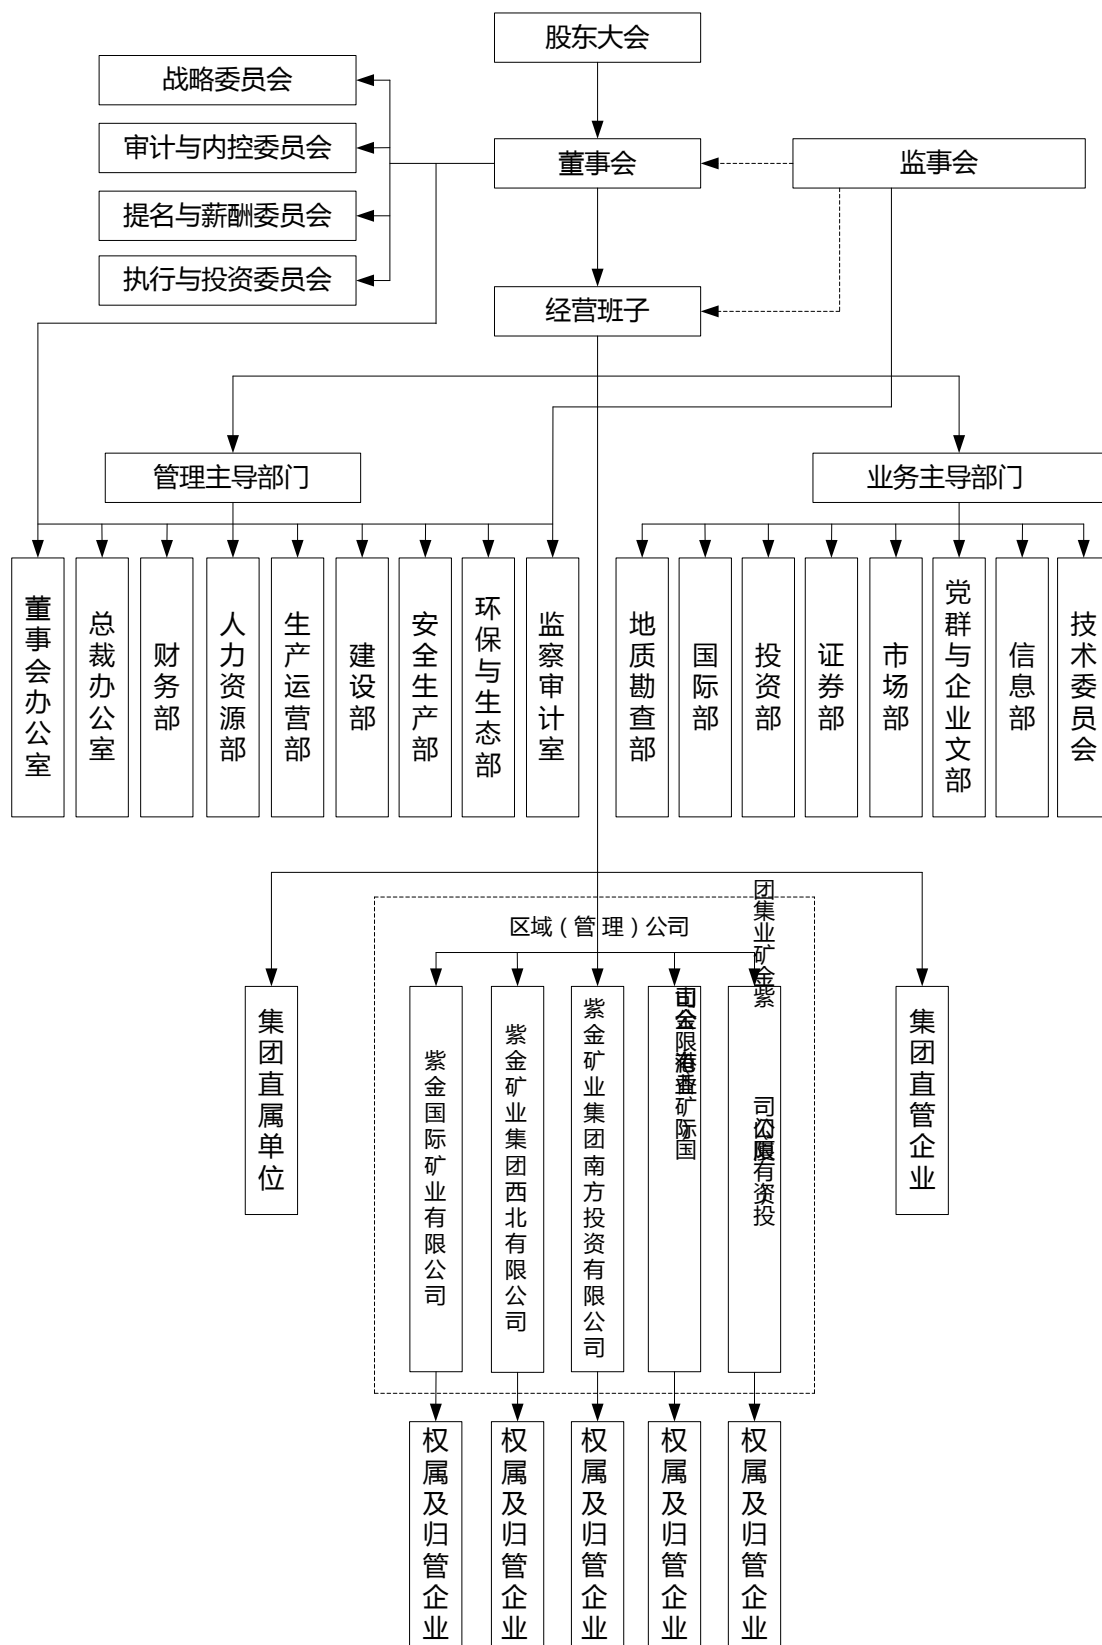 股东大会
战略委员会
审计与内控委员会
董事会
监事会
提名与薪酬委员会
执行与投资委员会
经营班子
管理主导部门
业务主导部门
董事会办公室
总裁办公室
财务部
人力资源部
生产运营部
建设部
安全生产部
环保与生态部
监察审计室
地质勘查部
国际部
投资部
证券部
市场部
党群与企业文部
信息部
技术委员会
区域（管理）公司
集团直属单位
紫金国际矿业有限公司
紫金矿业集团西北有限公司
紫金矿业集团南方投资有限公司
团集业矿金紫
集团直管企业
权属及归管企业
权属及归管企业
权属及归管企业
权属及归管企业
权属及归管企业